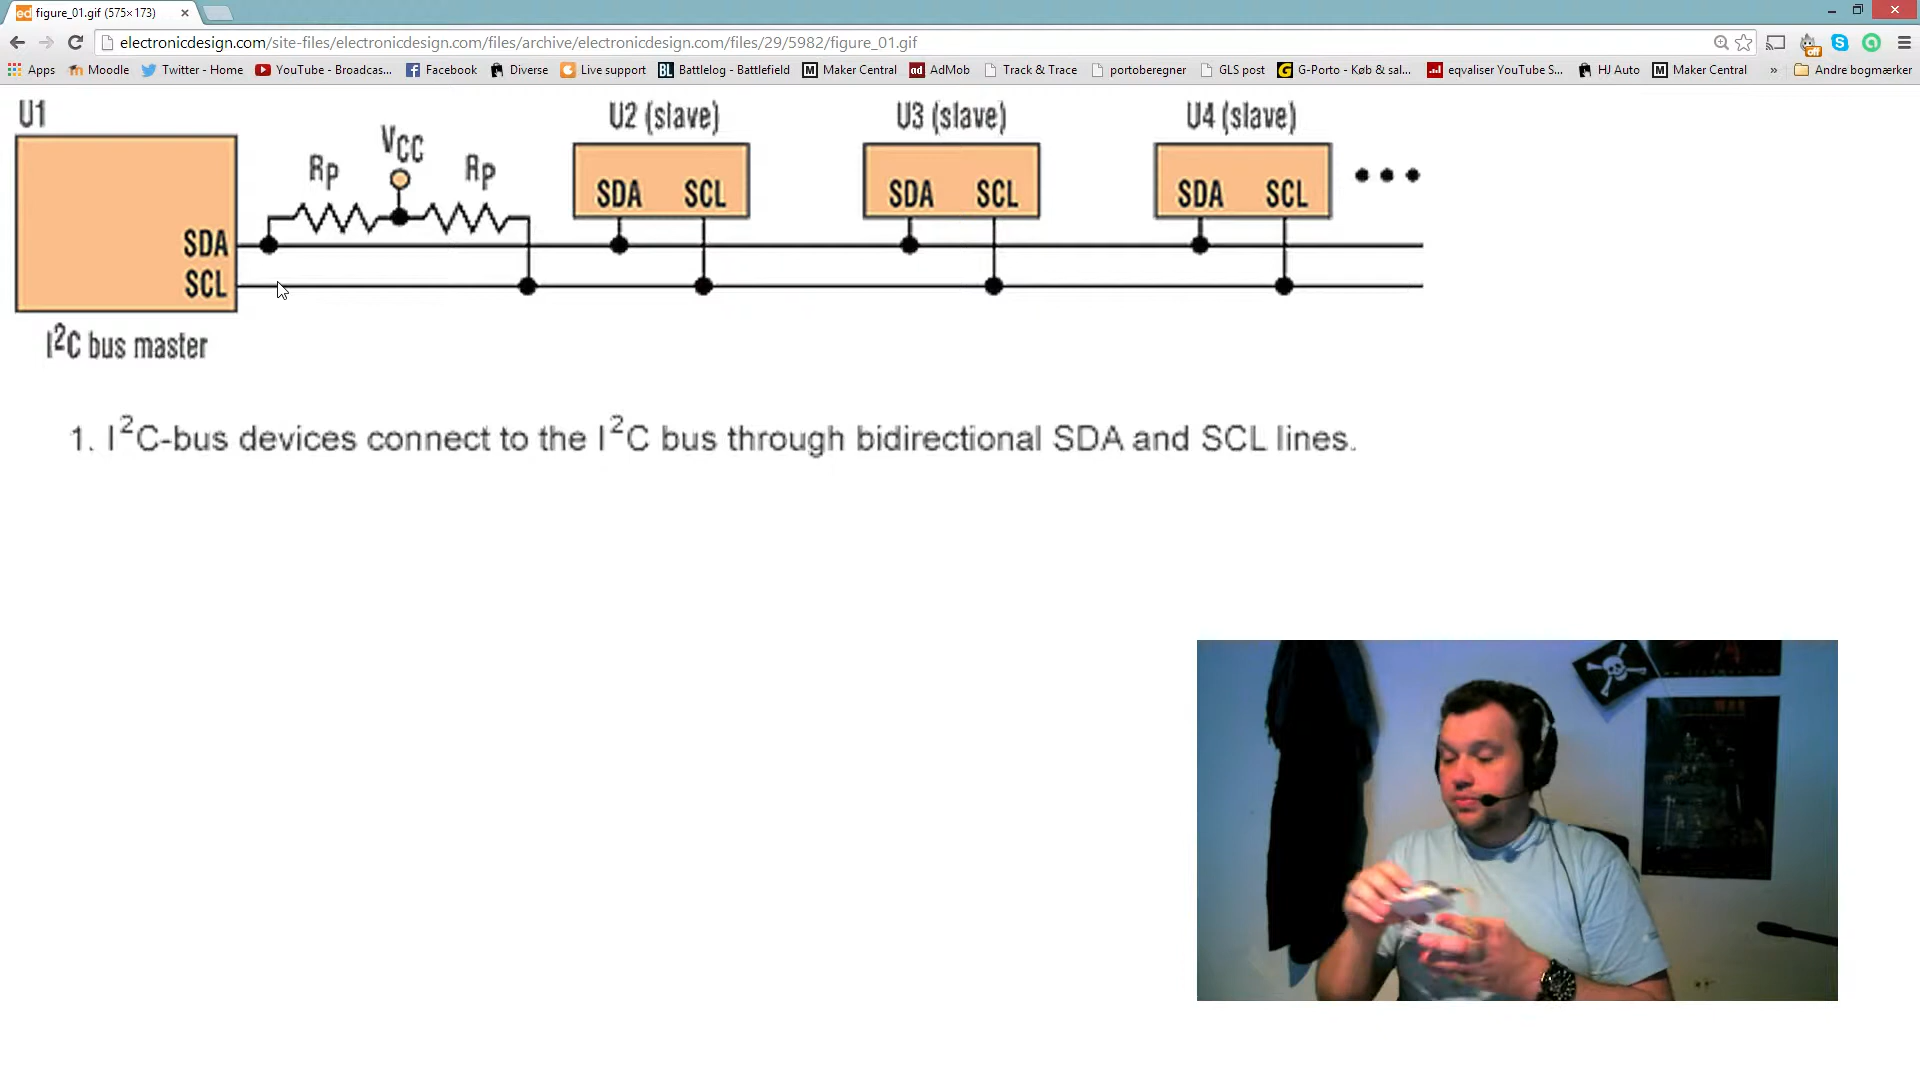 figure_01.gif (575×173)
electronicdesign.com/site-files/electronicdesign.com/files/archive/electronicdesign.com/files/29/5982/figure_01.gif
Apps Moodle Twitter - Home YouTube - Broadcas... Facebook Diverse Live support Battlelog - Battlefield Maker Central AdMob Track & Trace portoberegner GLS post G-Porto - Køb & sal... eqvaliser YouTube S... HJ Auto Maker Central » Andre bogmærker
U1
U2 (slave) U3 (slave) U4 (slave)
VCC
Rp Rp
SDA SCL SDA SCL SDA SCL
SDA
SCL
I²C bus master
1. I²C-bus devices connect to the I²C bus through bidirectional SDA and SCL lines.